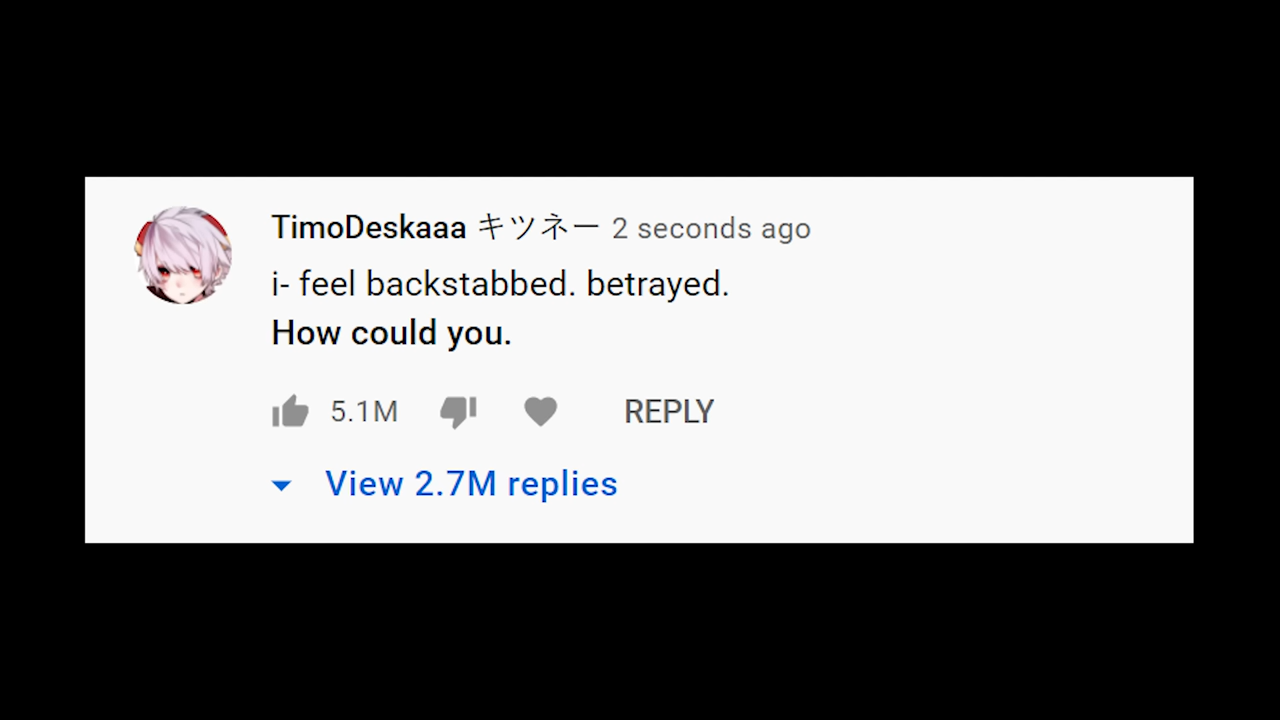 TimoDeskaaa キツネー 2 seconds ago
i- feel backstabbed. betrayed.
How could you.
5.1M REPLY
View 2.7M replies